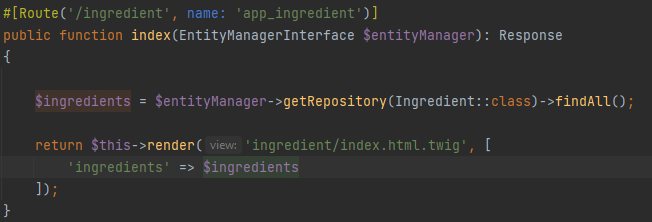 #[Route('/ingredient', name: 'app_ingredient')]
public function index(EntityManagerInterface $entityManager): Response
{
$ingredients = $entityManager->getRepository(Ingredient::class)->findAll();
return $this->render( view: 'ingredient/index.html.twig', [
'ingredients' => $ingredients
]);
}